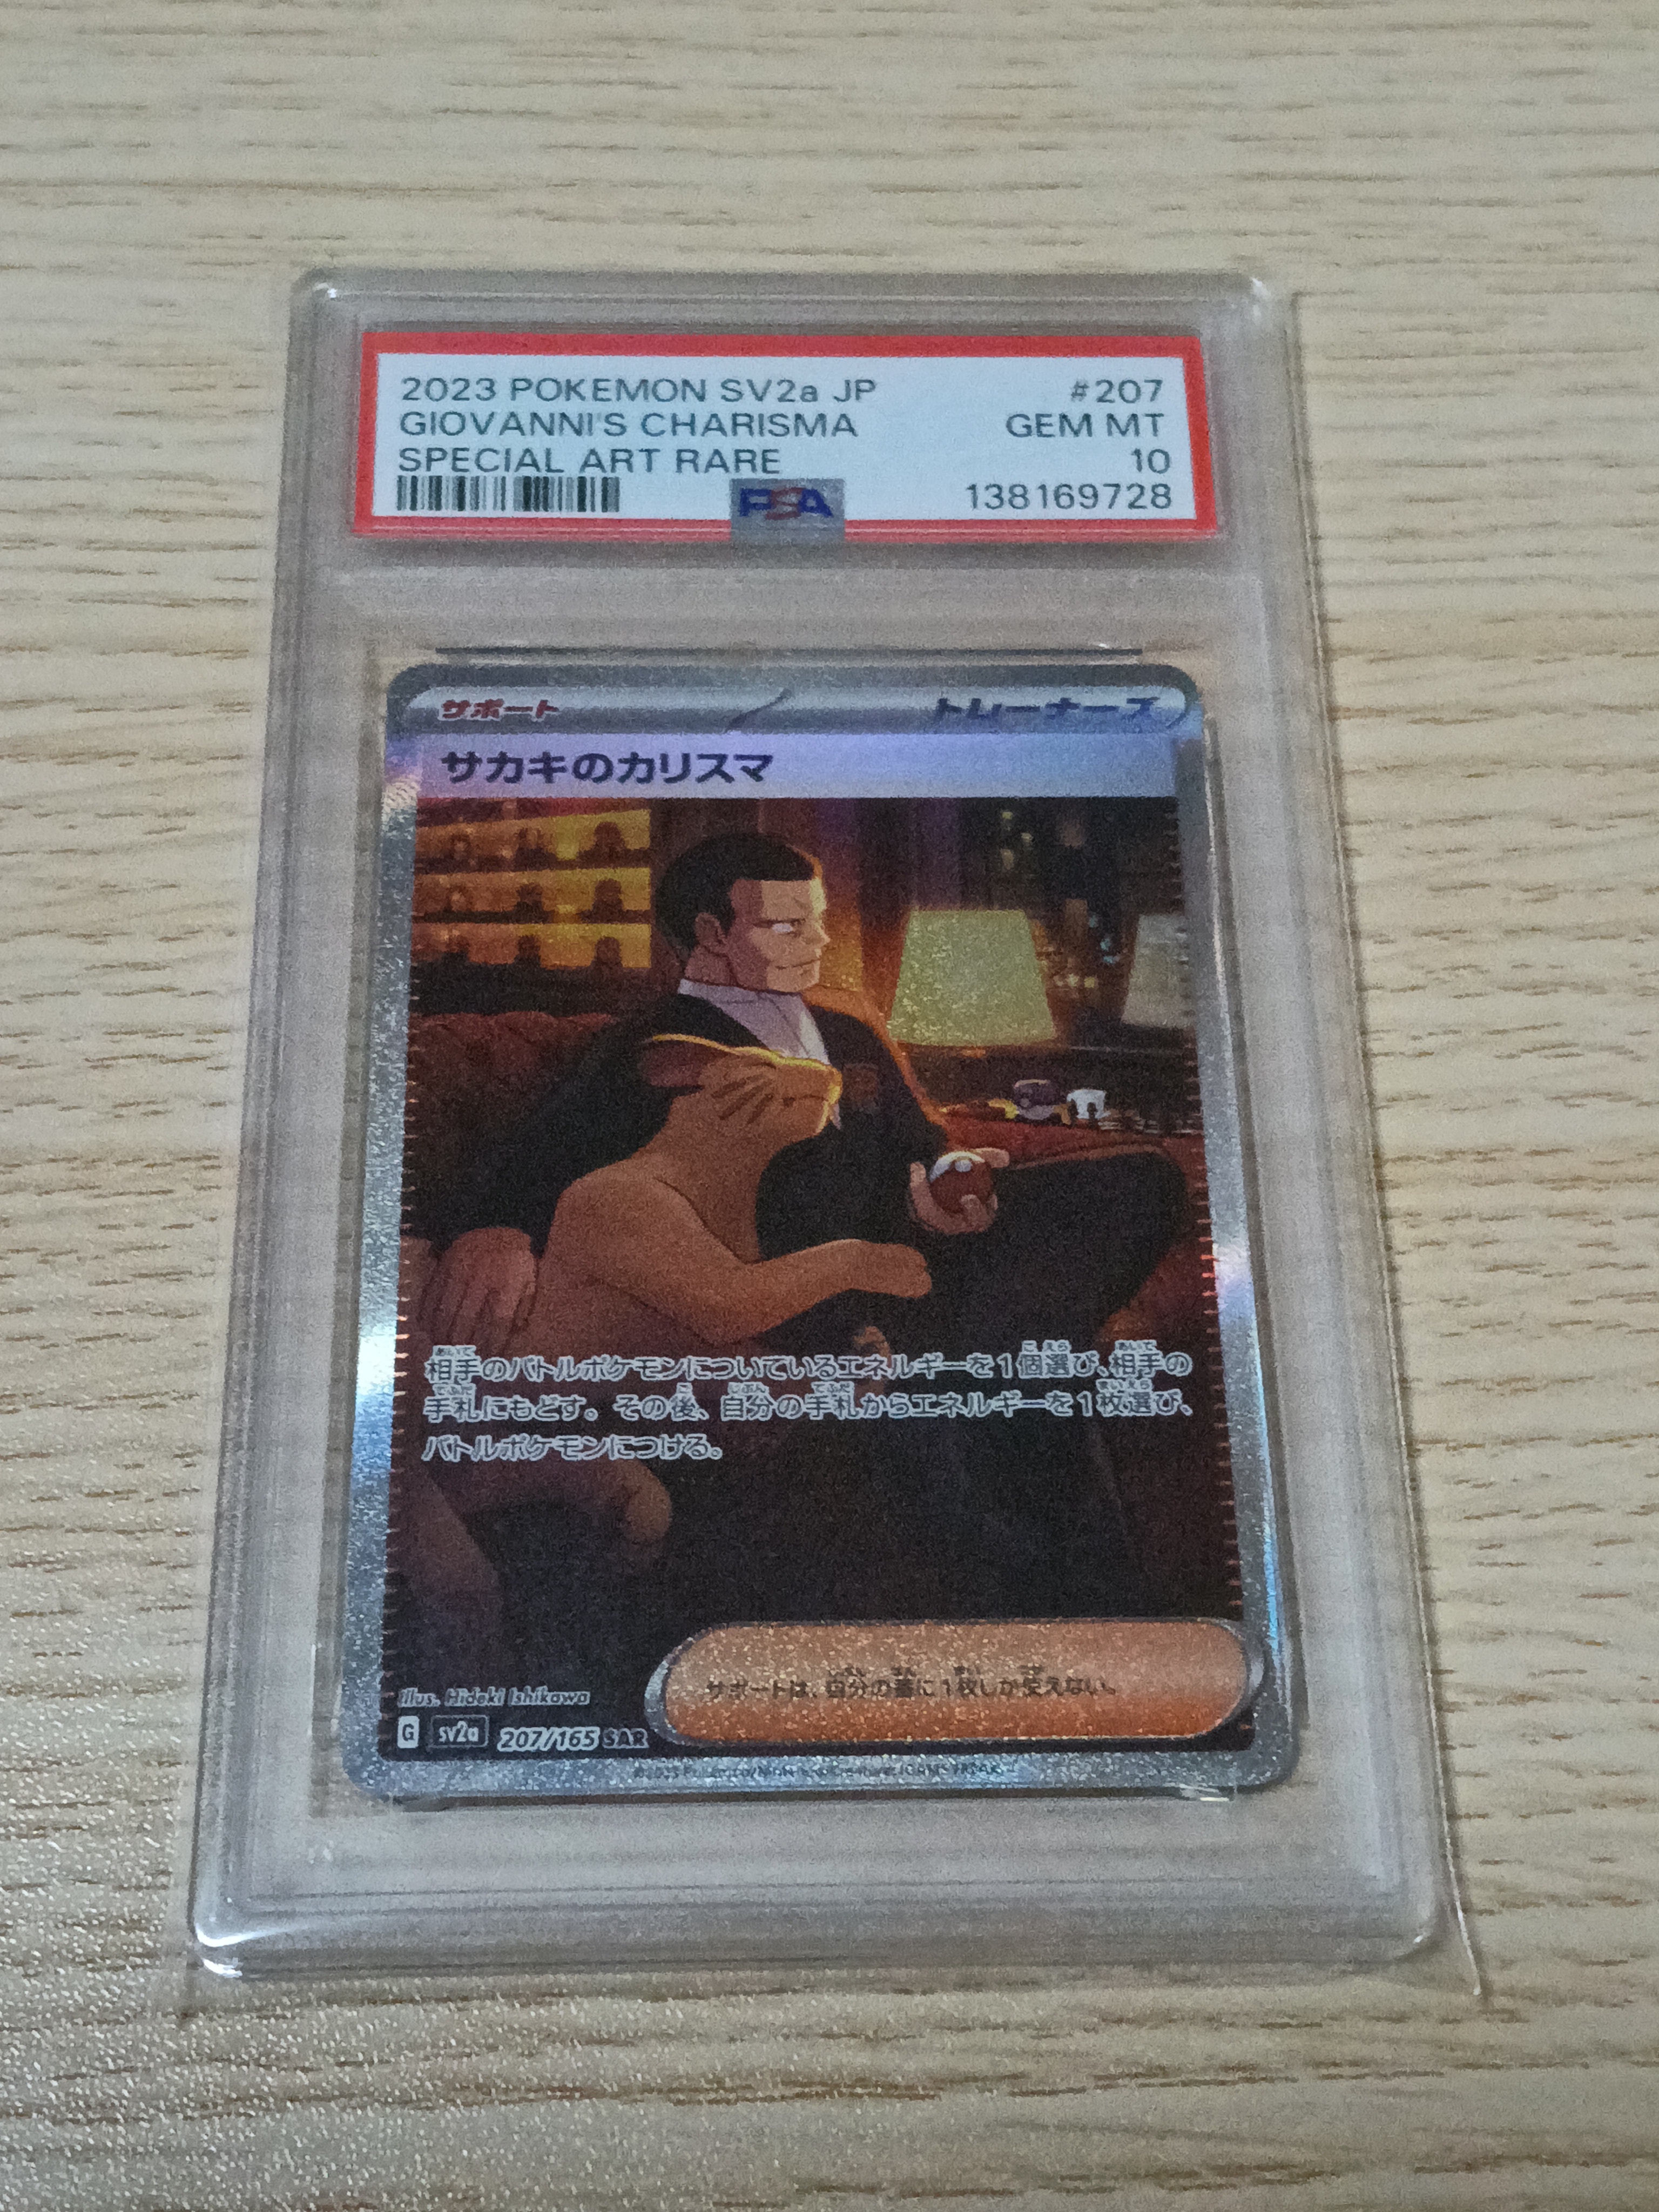 2023 POKEMON SV2a JP #207
GIOVANNI'S CHARISMA GEM MT
SPECIAL ART RARE 10
PSA 138169728
サポート トレーナーズ
サカキのカリスマ
相手のバトルポケモンについているエネルギーを1個選び、相手の
手札にもどす。その後、自分の手札からエネルギーを1枚選び、
バトルポケモンにつける。
サポートは、自分の番に1枚しか使えない。
Illus. Hideki Ishikawa
G sv2a 207/165 SAR